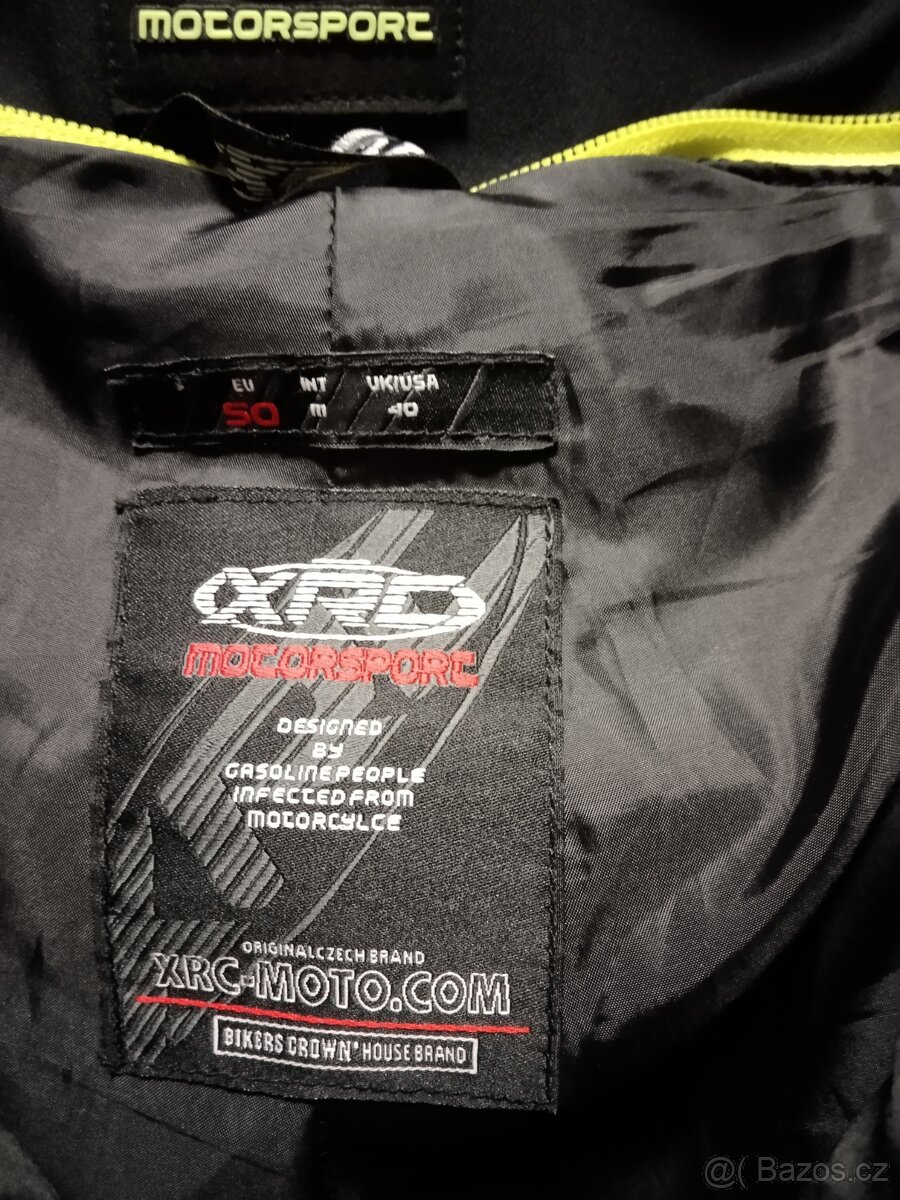 MOTORSPORT
EU INT UK/USA
50 M 40
XRC
MOTORSPORT
DESIGNED
BY
GASOLINE PEOPLE
INFECTED FROM
MOTORCYLCE
ORIGINAL CZECH BRAND
XRC-MOTO.COM
BIKERS CROWN' HOUSE BRAND
@( Bazos.cz